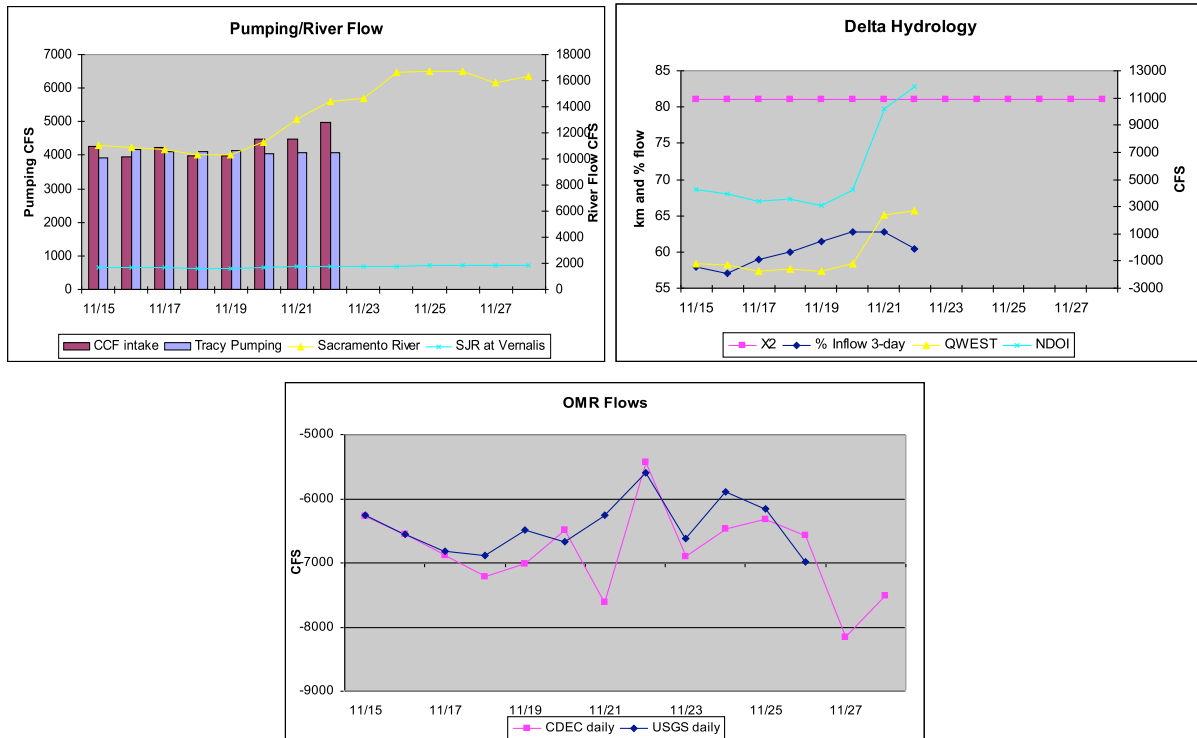 Pumping/River Flow
7000
6000
5000
4000
3000
2000
1000
0
Pumping CFS
18000
16000
14000
12000
10000
8000
6000
4000
2000
0
River Flow CFS
11/15 11/17 11/19 11/21 11/23 11/25 11/27
CCF intake Tracy Pumping Sacramento River SJR at Vernalis
Delta Hydrology
85
80
75
70
65
60
55
km and % flow
13000
11000
9000
7000
5000
3000
1000
-1000
-3000
CFS
11/15 11/17 11/19 11/21 11/23 11/25 11/27
X2 % Inflow 3-day QWEST NDOI
OMR Flows
-5000
-6000
-7000
-8000
-9000
CFS
11/15 11/17 11/19 11/21 11/23 11/25 11/27
CDEC daily USGS daily